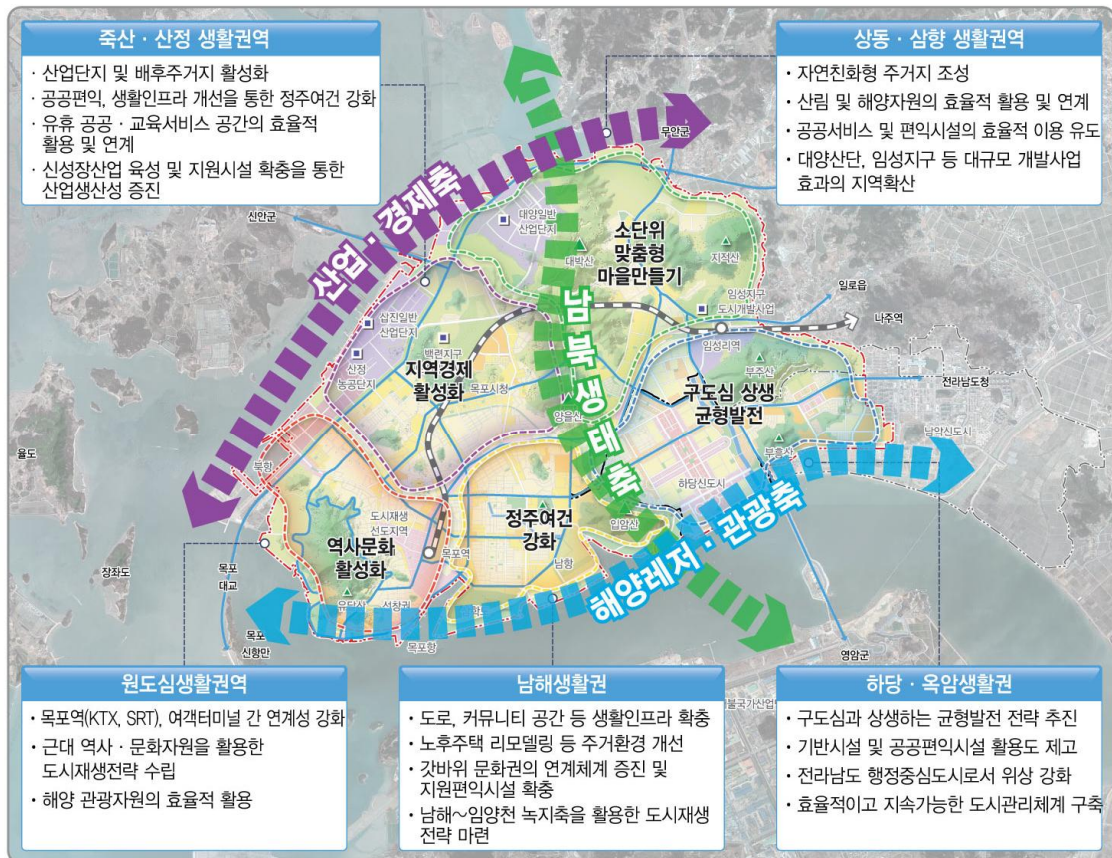 죽산 · 산정 생활권역
· 산업단지 및 배후주거지 활성화
· 공공편익, 생활인프라 개선을 통한 정주여건 강화
· 유휴 공공 · 교육서비스 공간의 효율적
활용 및 연계
· 신성장산업 육성 및 지원시설 확충을 통한
산업생산성 증진
상동 · 삼향 생활권역
· 자연친화형 주거지 조성
· 산림 및 해양자원의 효율적 활용 및 연계
· 공공서비스 및 편익시설의 효율적 이용 유도
· 대양산단, 임성지구 등 대규모 개발사업
효과의 지역확산
무안군
신안군
산업 · 경제축
대양일반
산업단지
소단위
맞춤형
마을만들기
대박산
지적산
임성지구
도시개발사업
일로읍
나주역
임성리역
삽진일반
산업단지
백련지구
산정
농공단지
지역경제
활성화
목포시청
남북생태축
양을산
부주산
구도심 상생
균형발전
전라남도청
남악신도시
부흥산
하당신도시
율도
북항
도시재생
선도지역
역사문화
활성화
목포역
정주여건
강화
남항
입암산
해양레저 · 관광축
장좌도
목포
대교
유달산
선창권
목포항
목포
신항만
영암군
원도심생활권역
· 목포역(KTX, SRT), 여객터미널 간 연계성 강화
· 근대 역사 · 문화자원을 활용한
도시재생전략 수립
· 해양 관광자원의 효율적 활용
남해생활권
· 도로, 커뮤니티 공간 등 생활인프라 확충
· 노후주택 리모델링 등 주거환경 개선
· 갓바위 문화권의 연계체계 증진 및
지원편익시설 확충
· 남해~임양천 녹지축을 활용한 도시재생
전략 마련
불국가산업단
하당 · 옥암생활권
· 구도심과 상생하는 균형발전 전략 추진
· 기반시설 및 공공편익시설 활용도 제고
· 전라남도 행정중심도시로서 위상 강화
· 효율적이고 지속가능한 도시관리체계 구축